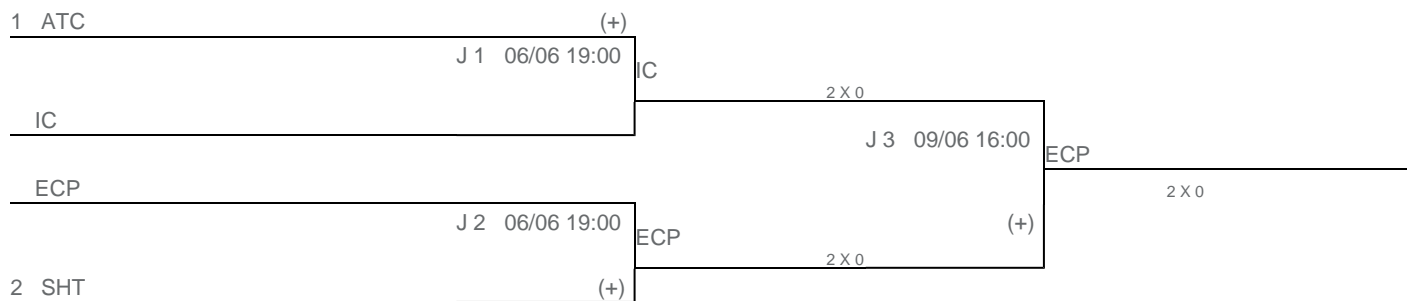 1 ATC (+)
J 1 06/06 19:00
IC
2 X 0
IC
J 3 09/06 16:00
ECP
2 X 0
ECP
J 2 06/06 19:00
(+)
ECP
2 X 0
2 SHT (+)